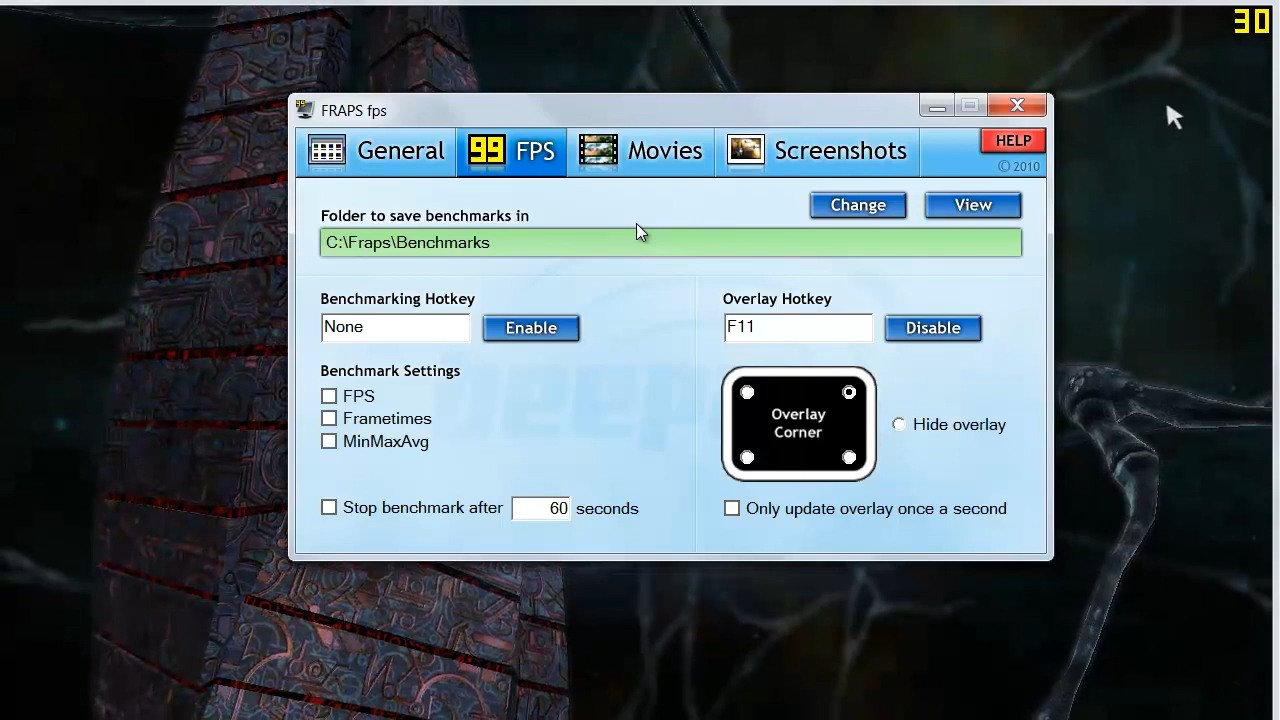 30
FRAPS fps
General
99 FPS
Movies
Screenshots
HELP
© 2010
Folder to save benchmarks in
Change
View
C:\Fraps\Benchmarks
Benchmarking Hotkey
None
Enable
Benchmark Settings
FPS
Frametimes
MinMaxAvg
Stop benchmark after 60 seconds
Overlay Hotkey
F11
Disable
Overlay
Corner
Hide overlay
Only update overlay once a second